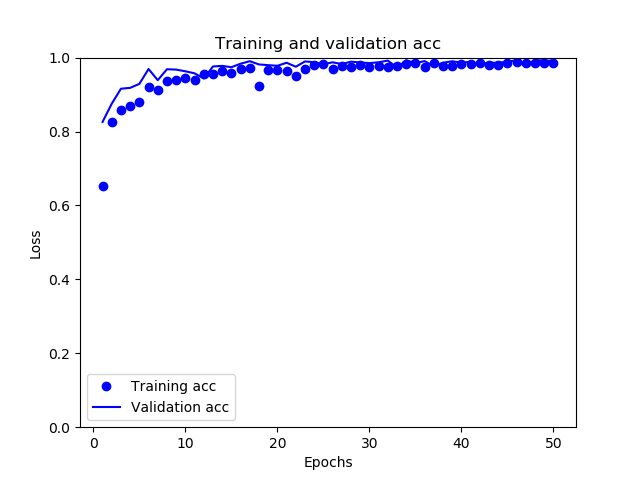 Training and validation acc
1.0
0.8
0.6
0.4
0.2
0.0
Loss
Training acc
Validation acc
0 10 20 30 40 50
Epochs